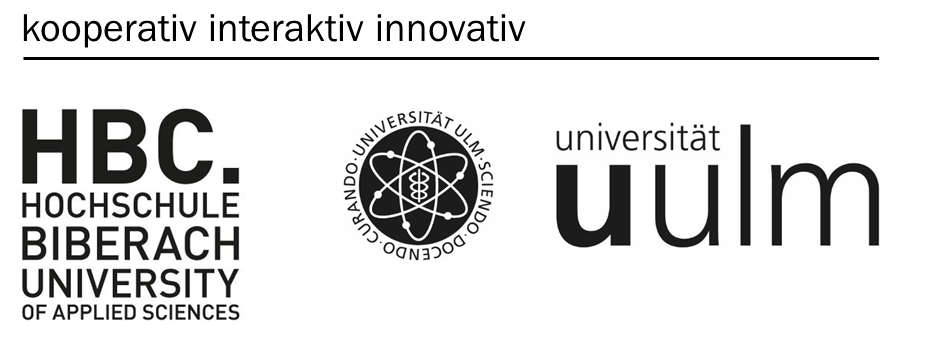 kooperativ interaktiv innovativ
HBC.
HOCHSCHULE
BIBERACH
UNIVERSITY
OF APPLIED SCIENCES
·UNIVERSITÄT ULM·SCIENDO·DOCENDO·CURANDO
universität
uulm